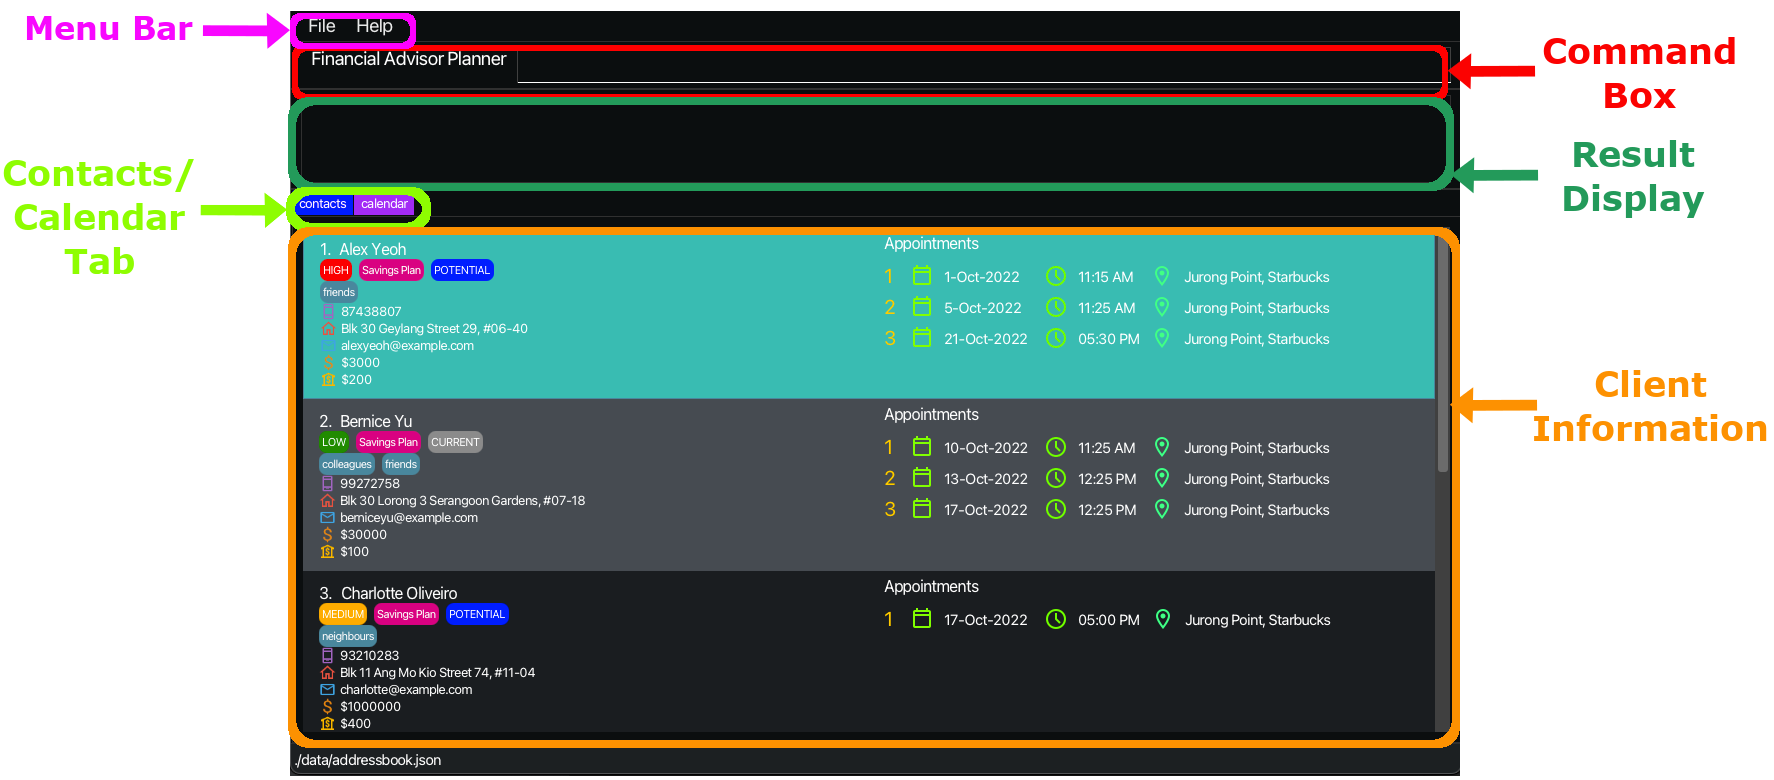 Menu Bar
File Help
Financial Advisor Planner
Command
Box
Result
Display
Contacts/
Calendar
Tab
contacts calendar
1. Alex Yeoh
HIGH Savings Plan POTENTIAL
friends
87438807
Blk 30 Geylang Street 29, #06-40
alexyeoh@example.com
$3000
$200
Appointments
1 1-Oct-2022 11:15 AM Jurong Point, Starbucks
2 5-Oct-2022 11:25 AM Jurong Point, Starbucks
3 21-Oct-2022 05:30 PM Jurong Point, Starbucks
2. Bernice Yu
LOW Savings Plan CURRENT
colleagues friends
99272758
Blk 30 Lorong 3 Serangoon Gardens, #07-18
berniceyu@example.com
$30000
$100
Appointments
1 10-Oct-2022 11:25 AM Jurong Point, Starbucks
2 13-Oct-2022 12:25 PM Jurong Point, Starbucks
3 17-Oct-2022 12:25 PM Jurong Point, Starbucks
3. Charlotte Oliveiro
MEDIUM Savings Plan POTENTIAL
neighbours
93210283
Blk 11 Ang Mo Kio Street 74, #11-04
charlotte@example.com
$1000000
$400
Appointments
1 17-Oct-2022 05:00 PM Jurong Point, Starbucks
Client
Information
./data/addressbook.json